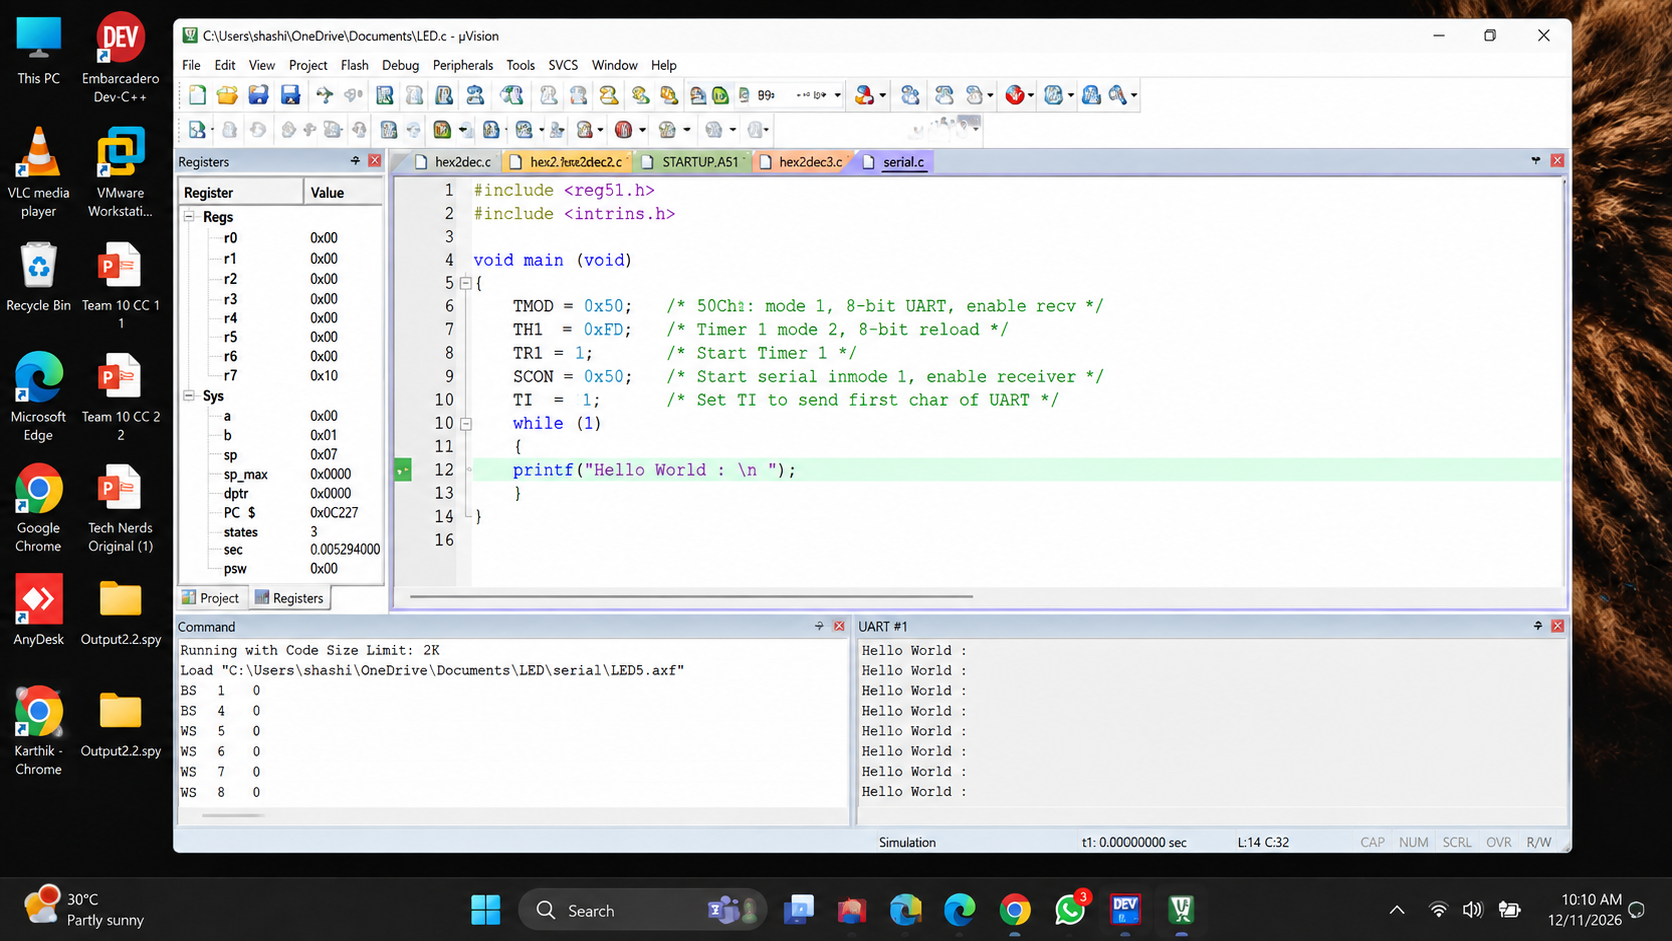 This PC
Embarcadero
Dev-C++
VLC media
player
VMware
Workstati...
Recycle Bin
Team 10 CC 1
1
Microsoft
Edge
Team 10 CC 2
2
Google
Chrome
Tech Nerds
Original (1)
AnyDesk
Output2.2.spy
Karthik -
Chrome
Output2.2.spy
C:\Users\shashi\OneDrive\Documents\LED.c - µVision
File Edit View Project Flash Debug Peripherals Tools SVCS Window Help
Registers
Register Value
Regs
r0 0x00
r1 0x00
r2 0x00
r3 0x00
r4 0x00
r5 0x00
r6 0x00
r7 0x10
Sys
a 0x00
b 0x01
sp 0x07
sp_max 0x0000
dptr 0x0000
PC $ 0x0C227
states 3
sec 0.005294000
psw 0x00
Project Registers
hex2dec.c STARTUP.A51 hex2dec3.c serial.c
1 #include <reg51.h>
2 #include <intrins.h>
3
4 void main (void)
5 {
6 TMOD = 0x50; /* mode 1, 8-bit UART, enable recv */
7 TH1 = 0xFD; /* Timer 1 mode 2, 8-bit reload */
8 TR1 = 1; /* Start Timer 1 */
9 SCON = 0x50; /* Start serial inmode 1, enable receiver */
10 TI = 1; /* Set TI to send first char of UART */
10 while (1)
11 {
12 printf("Hello World : \n ");
13 }
14 }
16
Command
Running with Code Size Limit: 2K
Load "C:\Users\shashi\OneDrive\Documents\LED\serial\LED5.axf"
BS 1 0
BS 4 0
WS 5 0
WS 6 0
WS 7 0
WS 8 0
UART #1
Hello World :
Hello World :
Hello World :
Hello World :
Hello World :
Hello World :
Hello World :
Hello World :
Simulation t1: 0.00000000 sec L:14 C:32 CAP NUM SCRL OVR R/W
30°C
Partly sunny
Search
3
DEV
10:10 AM
12/11/2026